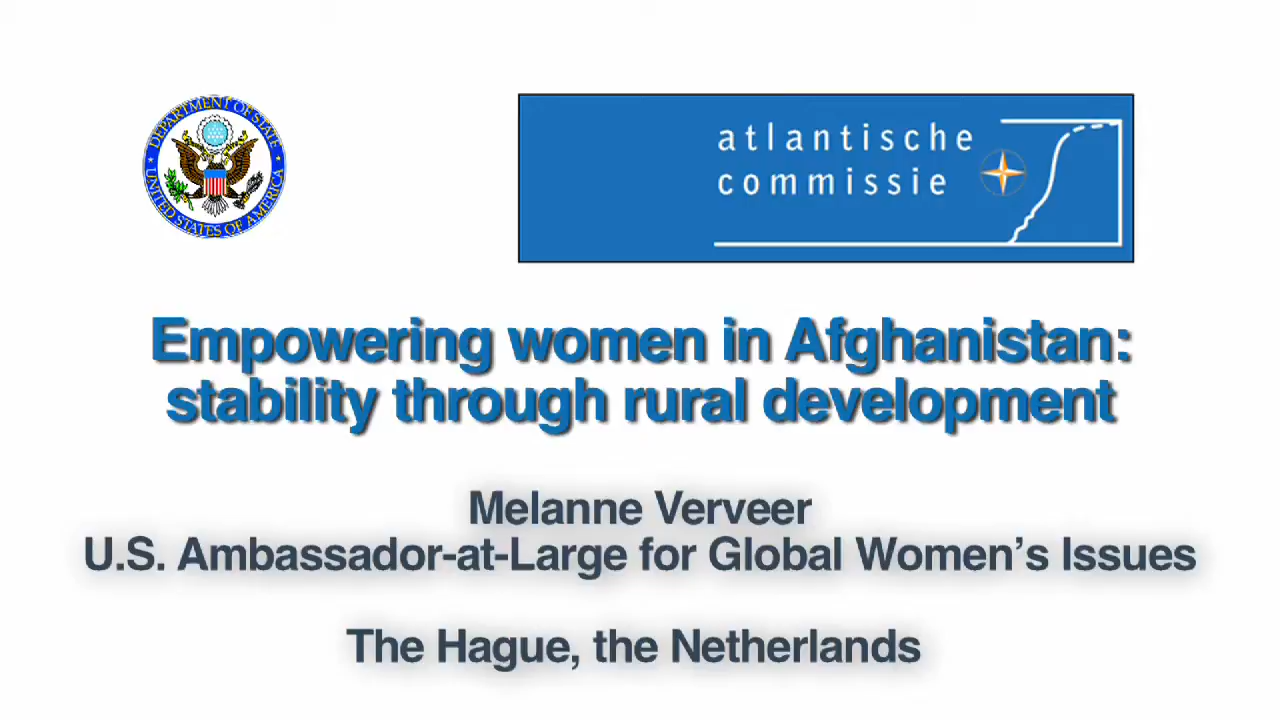 DEPARTMENT OF STATE
UNITED STATES OF AMERICA
atlantische
commissie
Empowering women in Afghanistan:
stability through rural development
Melanne Verveer
U.S. Ambassador-at-Large for Global Women’s Issues
The Hague, the Netherlands